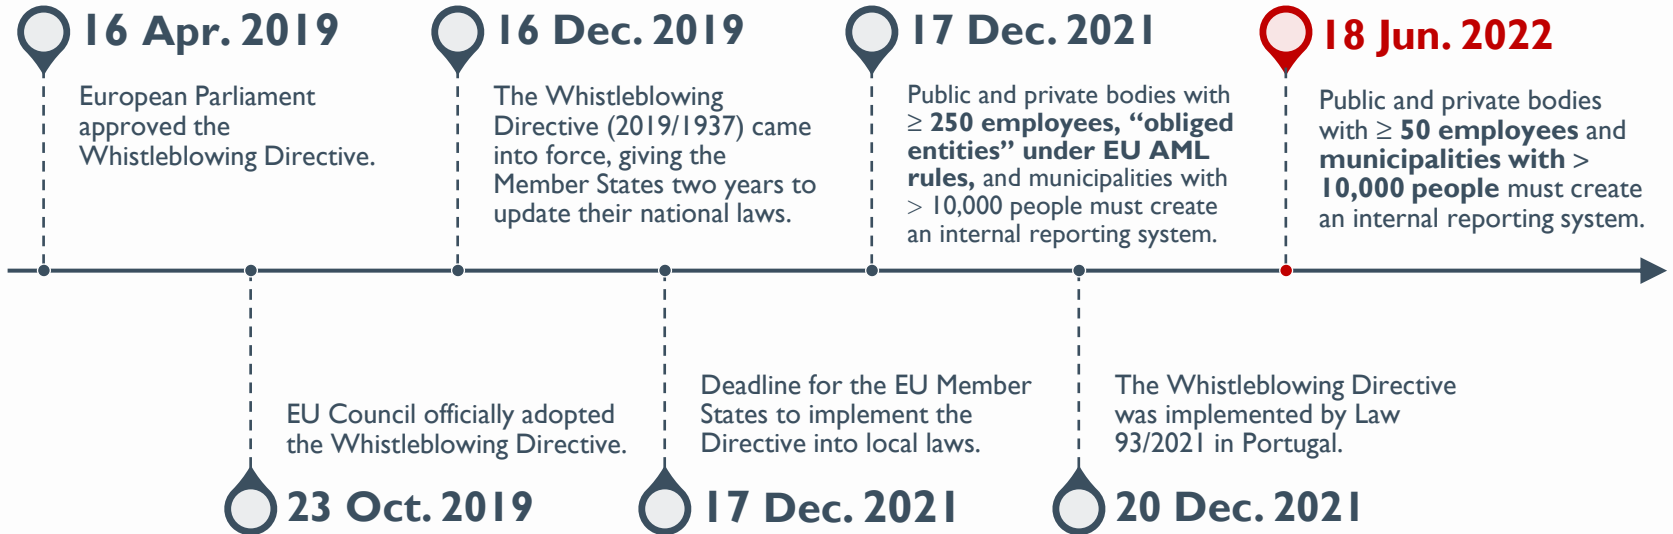 16 Apr. 2019
European Parliament
approved the
Whistleblowing Directive.
23 Oct. 2019
EU Council officially adopted
the Whistleblowing Directive.
16 Dec. 2019
The Whistleblowing
Directive (2019/1937) came
into force, giving the
Member States two years to
update their national laws.
17 Dec. 2021
Deadline for the EU Member
States to implement the
Directive into local laws.
17 Dec. 2021
Public and private bodies with
≥ 250 employees, “obliged
entities” under EU AML
rules, and municipalities with
> 10,000 people must create
an internal reporting system.
20 Dec. 2021
The Whistleblowing Directive
was implemented by Law
93/2021 in Portugal.
18 Jun. 2022
Public and private bodies
with ≥ 50 employees and
municipalities with >
10,000 people must create
an internal reporting system.